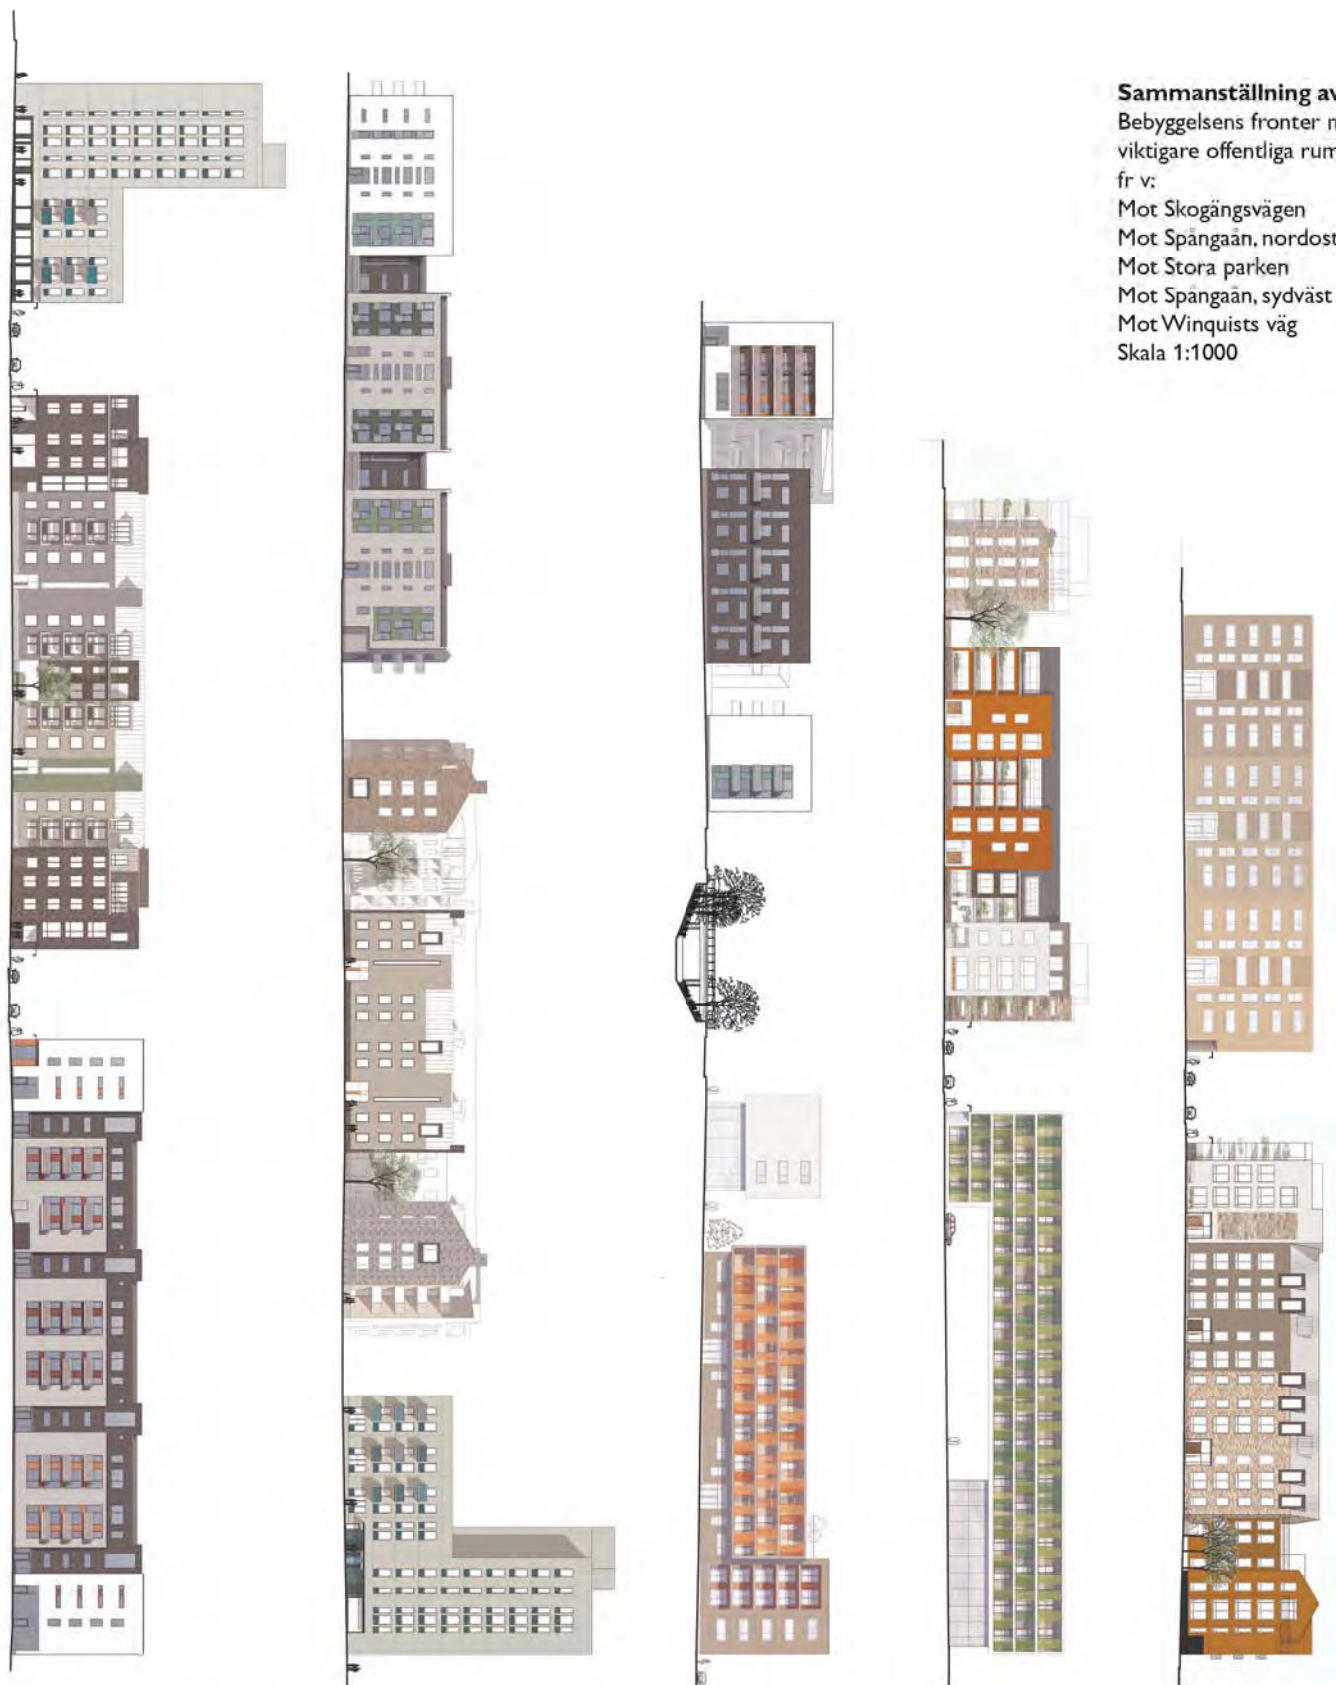 Sammanställning av
Bebyggelsens fronter
viktigare offentliga rum
fr v:
Mot Skogängsvägen
Mot Spångaån, nordost
Mot Stora parken
Mot Spångaån, sydväst
Mot Winquists väg
Skala 1:1000